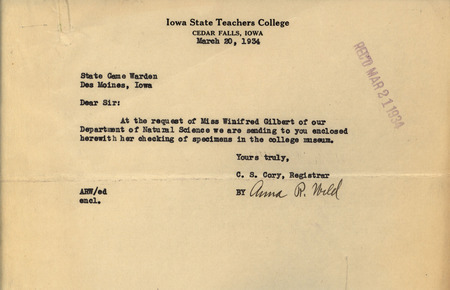 Iowa State Teachers College
CEDAR FALLS, IOWA
March 20, 1934
REC'D MAR 21 1934
State Game Warden
Des Moines, Iowa
Dear Sir:
At the request of Miss Winifred Gilbert of our
Department of Natural Science we are sending to you enclosed
herewith her checking of specimens in the college museum.
Yours truly,
C. S. Cory, Registrar
ARW/ed
BY Anna R. Wild
encl.